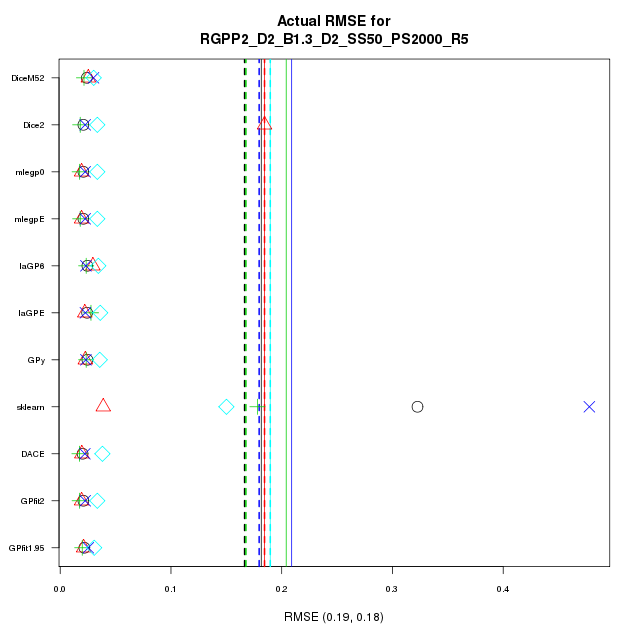 Actual RMSE for
RGPP2_D2_B1.3_D2_SS50_PS2000_R5
DiceM52
Dice2
mlegp0
mlegpE
laGP6
laGPE
GPy
sklearn
DACE
GPfit2
GPfit1.95
0.0 0.1 0.2 0.3 0.4
RMSE (0.19, 0.18)